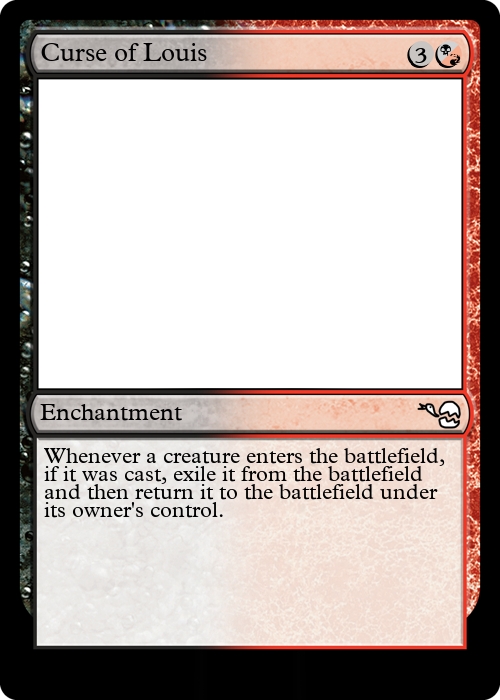 Curse of Louis 3
Enchantment
Whenever a creature enters the battlefield,
if it was cast, exile it from the battlefield
and then return it to the battlefield under
its owner's control.